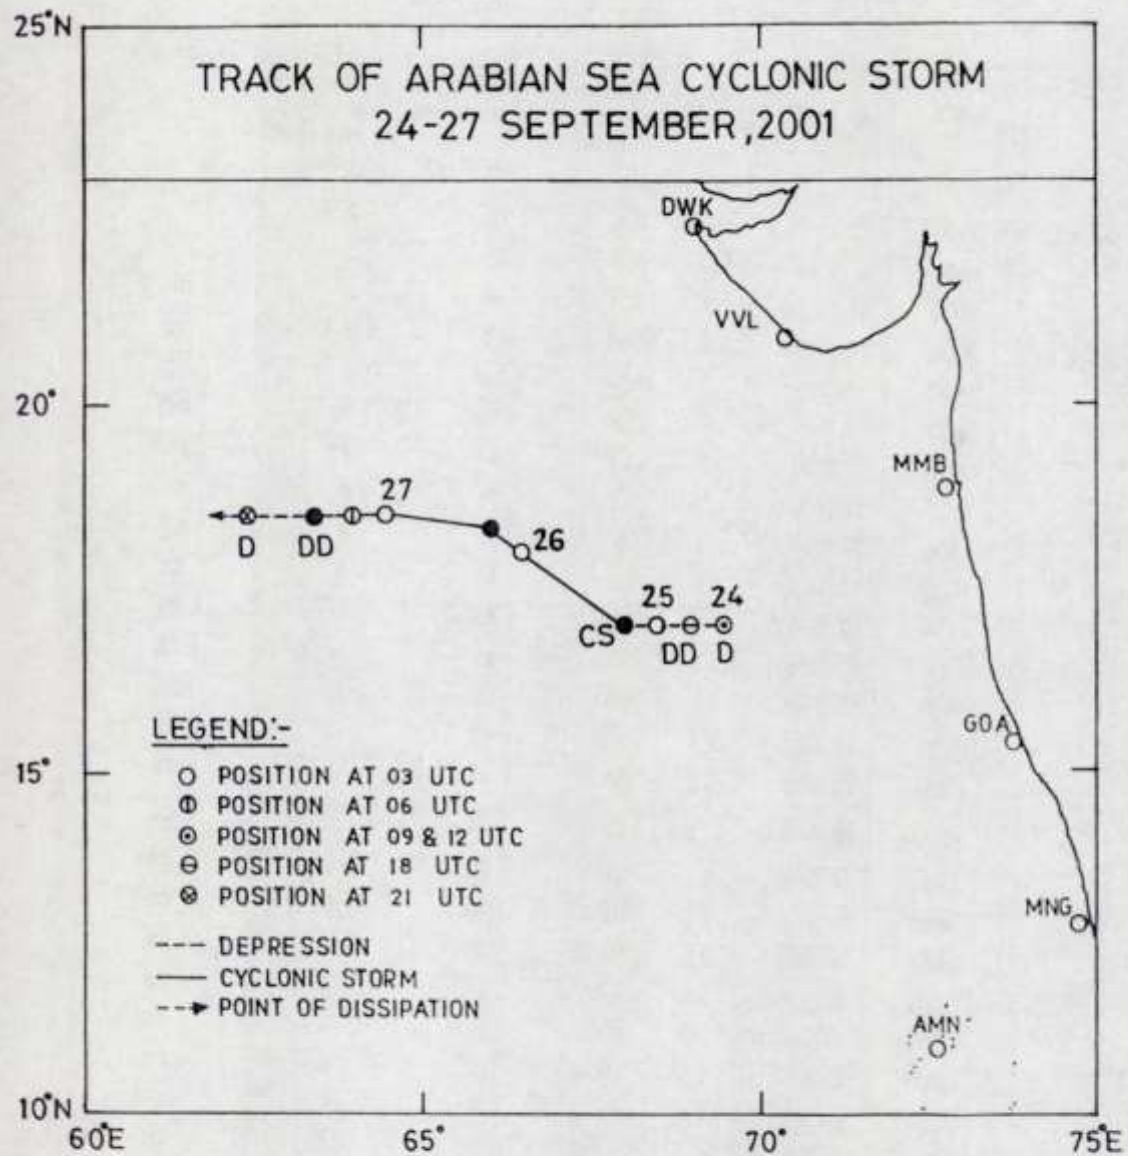 25°N
TRACK OF ARABIAN SEA CYCLONIC STORM
24-27 SEPTEMBER, 2001
DWK
VVL
20°
MMB
27
26
D DD
25 24
CS DD D
GOA
LEGEND:-
15°
POSITION AT 03 UTC
POSITION AT 06 UTC
POSITION AT 09 & 12 UTC
POSITION AT 18 UTC
POSITION AT 21 UTC
MNG
DEPRESSION
CYCLONIC STORM
POINT OF DISSIPATION
AMN
10°N
60°E 65° 70° 75°E